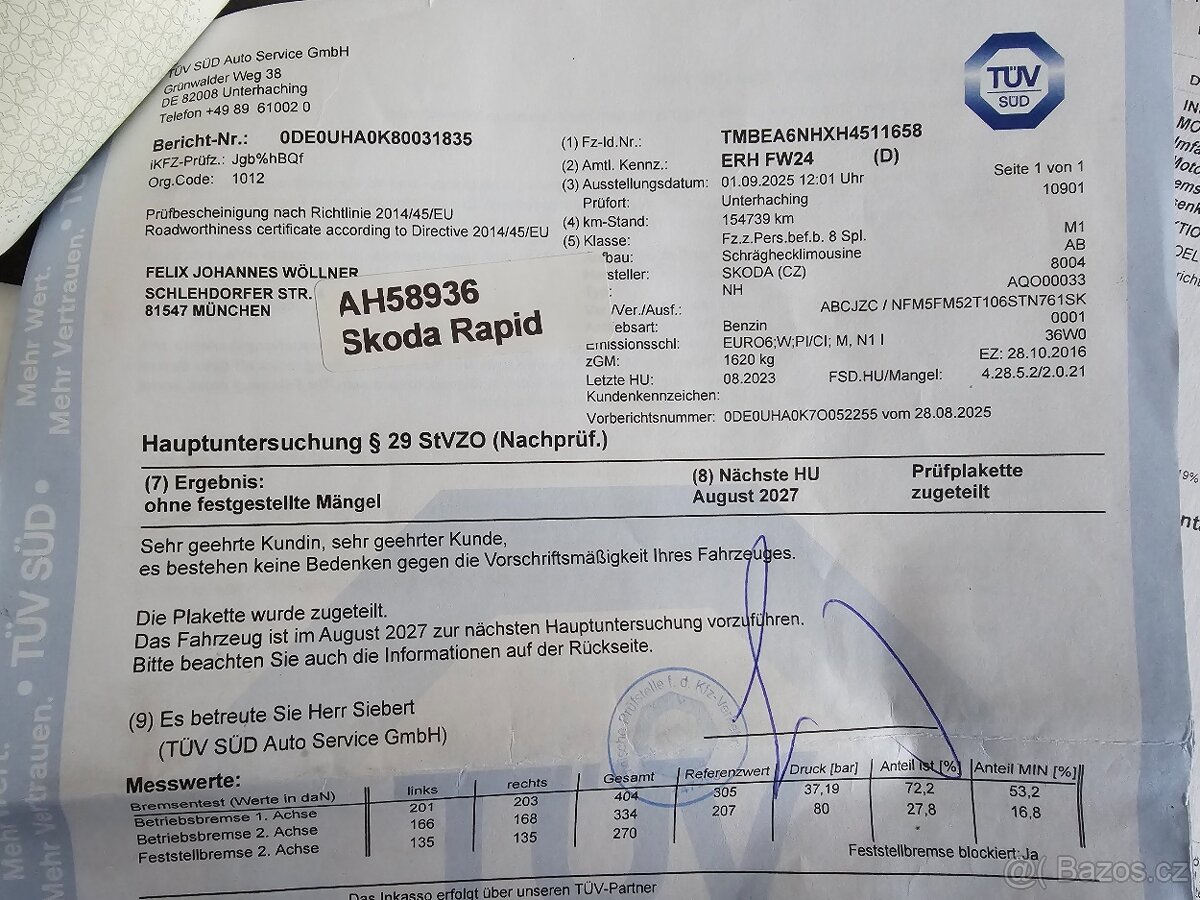 TÜV SÜD Auto Service GmbH
Grünwalder Weg 38
DE 82008 Unterhaching
Telefon +49 89 61002 0
TÜV
SÜD
Bericht-Nr.: 0DE0UHA0K80031835
iKFZ-Prüfz.: Jgb%hBQf
Org.Code: 1012
Prüfbescheinigung nach Richtlinie 2014/45/EU
Roadworthiness certificate according to Directive 2014/45/EU
FELIX JOHANNES WÖLLNER
SCHLEHDORFER STR.
81547 MÜNCHEN
AH58936
Skoda Rapid
Seite 1 von 1
(1) Fz-Id.Nr.: TMBEA6NHXH4511658
(2) Amtl. Kennz.: ERH FW24 (D)
(3) Ausstellungsdatum: 01.09.2025 12:01 Uhr
Prüfort: Unterhaching 10901
(4) km-Stand: 154739 km
(5) Klasse: Fz.z.Pers.bef.b. 8 Spl. M1
bau: Schräghecklimousine AB
steller: SKODA (CZ) 8004
NH AQO00033
/Ver./Ausf.: ABCJZC / NFM5FM52T106STN761SK
ebsart: Benzin 0001
Emissionsschl: EURO6;W;PI/CI; M, N1 I 36W0
zGM: 1620 kg EZ: 28.10.2016
Letzte HU: 08.2023 FSD.HU/Mangel: 4.28.5.2/2.0.21
Kundenkennzeichen:
Vorberichtsnummer: 0DE0UHA0K7O052255 vom 28.08.2025
Hauptuntersuchung § 29 StVZO (Nachprüf.)
(7) Ergebnis: (8) Nächste HU Prüfplakette
ohne festgestellte Mängel August 2027 zugeteilt
Sehr geehrte Kundin, sehr geehrter Kunde,
es bestehen keine Bedenken gegen die Vorschriftsmäßigkeit Ihres Fahrzeuges.
Die Plakette wurde zugeteilt.
Das Fahrzeug ist im August 2027 zur nächsten Hauptuntersuchung vorzuführen.
Bitte beachten Sie auch die Informationen auf der Rückseite.
(9) Es betreute Sie Herr Siebert
(TÜV SÜD Auto Service GmbH)
Messwerte:
Bremsentest (Werte in daN) links rechts Gesamt Referenzwert Druck [bar] Anteil Ist [%] Anteil MIN [%]
Betriebsbremse 1. Achse 201 203 404 305 37,19 72,2 53,2
Betriebsbremse 2. Achse 166 168 334 207 80 27,8 16,8
Feststellbremse 2. Achse 135 135 270
Feststellbremse blockiert: Ja
Das Inkasso erfolgt über unseren TÜV-Partner
Mehr Wert.
Mehr Vertrauen.
TÜV SÜD
Bazos.cz